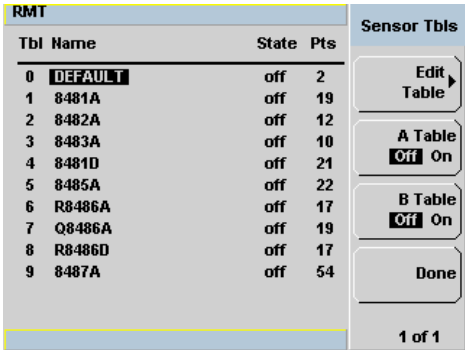 RMT
Sensor Tbls
Tbl Name State Pts
0 DEFAULT off 2
1 8481A off 19
2 8482A off 12
3 8483A off 10
4 8481D off 21
5 8485A off 22
6 R8486A off 17
7 Q8486A off 19
8 R8486D off 17
9 8487A off 54
Edit
Table
A Table
Off On
B Table
Off On
Done
1 of 1